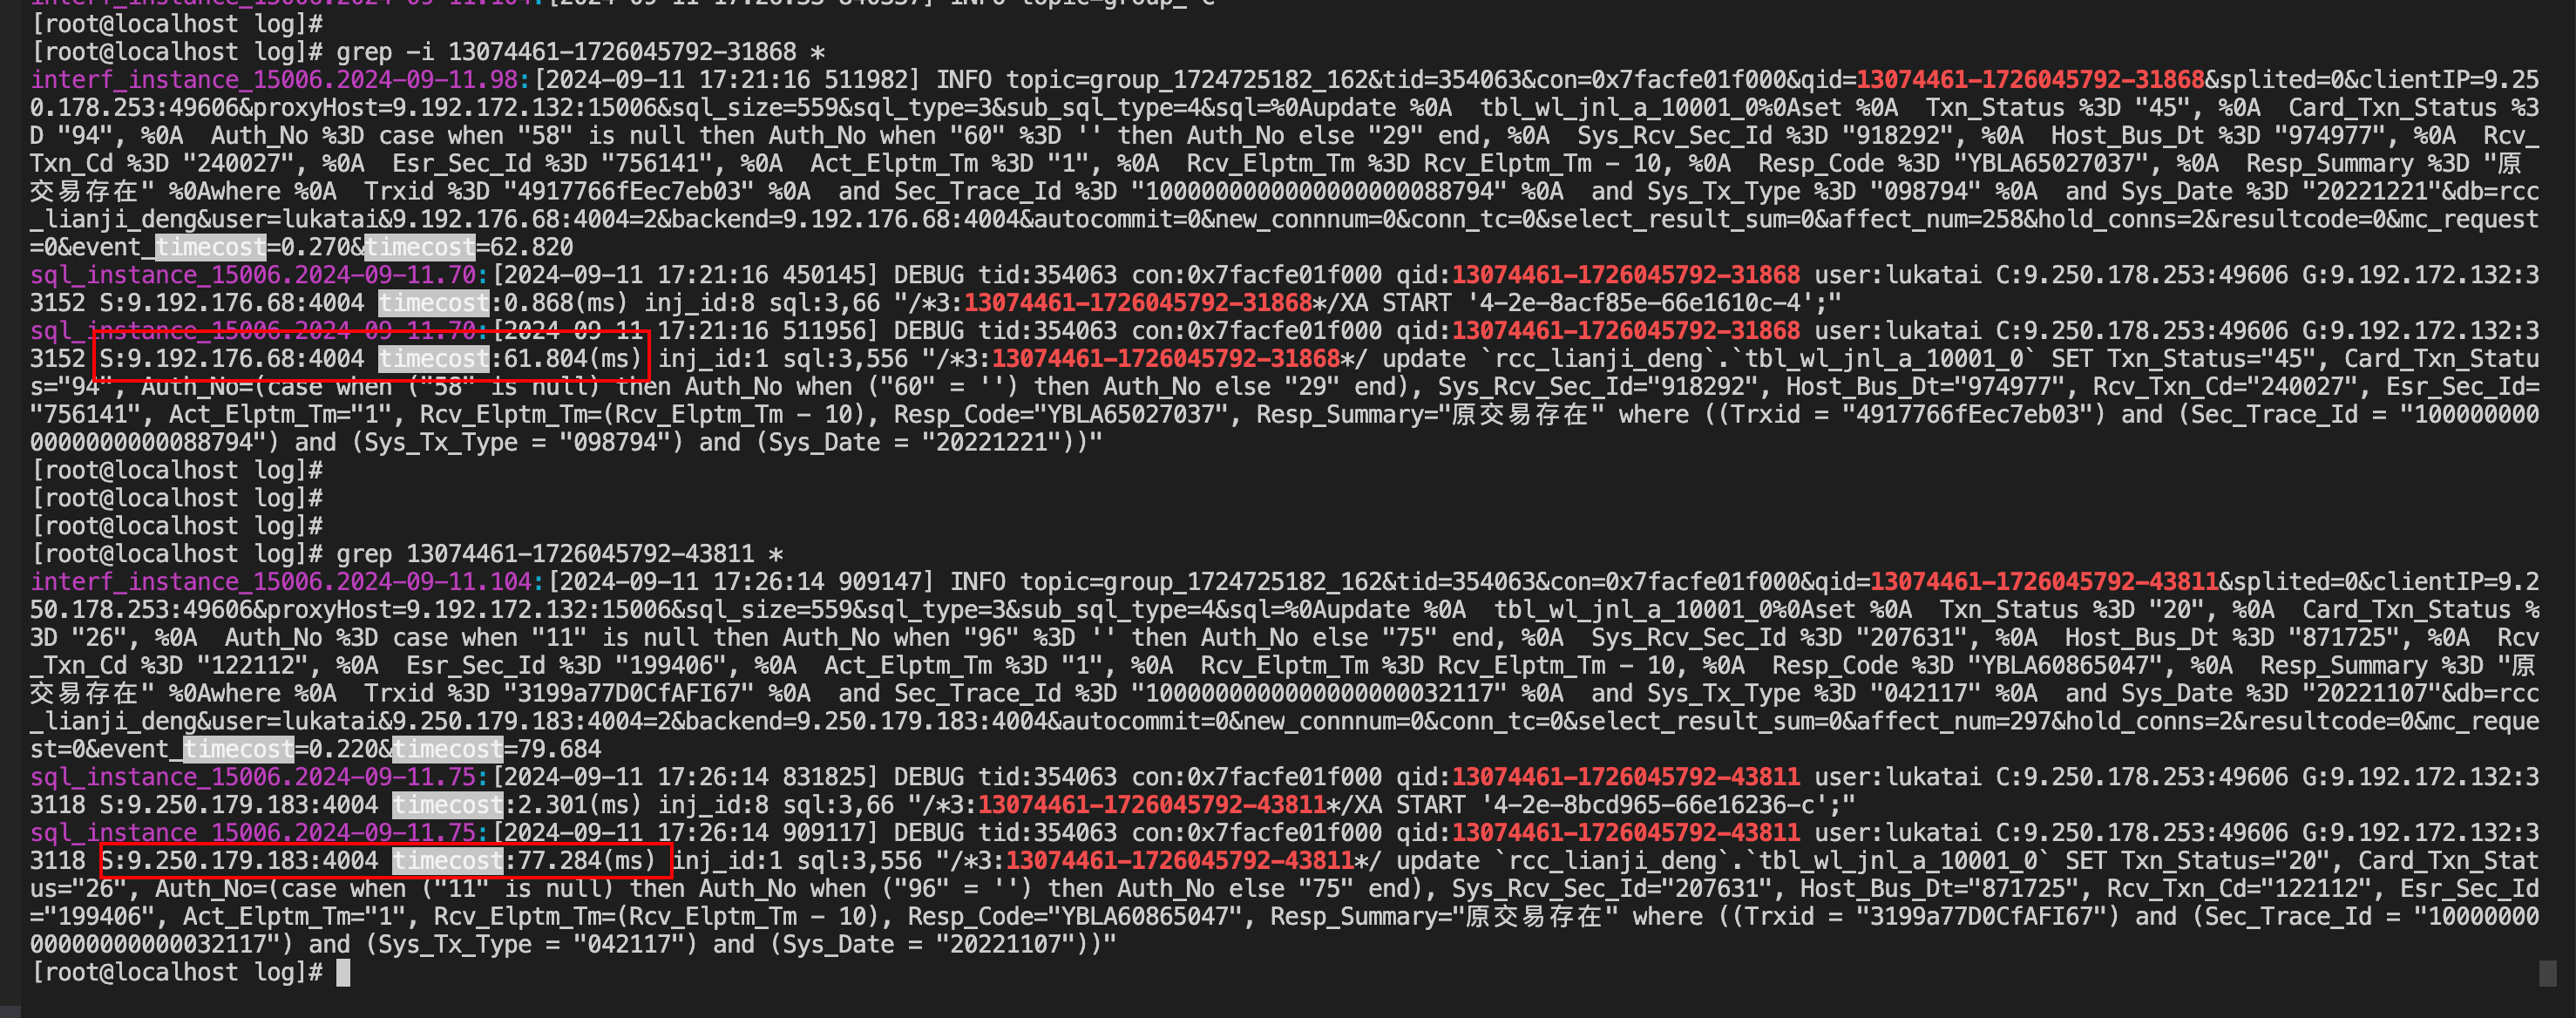 [root@localhost log]#
[root@localhost log]# grep -i 13074461-1726045792-31868 *
interf_instance_15006.2024-09-11.98:[2024-09-11 17:21:16 511982] INFO topic=group_1724725182_162&tid=354063&con=0x7facfe01f000&qid=13074461-1726045792-31868&splited=0&clientIP=9.25
0.178.253:49606&proxyHost=9.192.172.132:15006&sql_size=559&sql_type=3&sub_sql_type=4&sql=%0Aupdate %0A  tbl_wl_jnl_a_10001_0%0Aset %0A  Txn_Status %3D "45", %0A  Card_Txn_Status %3
D "94", %0A  Auth_No %3D case when "58" is null then Auth_No when "60" %3D '' then Auth_No else "29" end, %0A  Sys_Rcv_Sec_Id %3D "918292", %0A  Host_Bus_Dt %3D "974977", %0A  Rcv_
Txn_Cd %3D "240027", %0A  Esr_Sec_Id %3D "756141", %0A  Act_Elptm_Tm %3D "1", %0A  Rcv_Elptm_Tm %3D Rcv_Elptm_Tm - 10, %0A  Resp_Code %3D "YBLA65027037", %0A  Resp_Summary %3D "原
交易存在" %0Awhere %0A  Trxid %3D "4917766fEec7eb03" %0A  and Sec_Trace_Id %3D "1000000000000000000088794" %0A  and Sys_Tx_Type %3D "098794" %0A  and Sys_Date %3D "20221221"&db=rcc
_lianji_deng&user=lukatai&9.192.176.68:4004=2&backend=9.192.176.68:4004&autocommit=0&new_connnum=0&conn_tc=0&select_result_sum=0&affect_num=258&hold_conns=2&resultcode=0&mc_request
=0&event_timecost=0.270&timecost=62.820
sql_instance_15006.2024-09-11.70:[2024-09-11 17:21:16 450145] DEBUG tid:354063 con:0x7facfe01f000 qid:13074461-1726045792-31868 user:lukatai C:9.250.178.253:49606 G:9.192.172.132:3
3152 S:9.192.176.68:4004 timecost:0.868(ms) inj_id:8 sql:3,66 "/*3:13074461-1726045792-31868*/XA START '4-2e-8acf85e-66e1610c-4';"
sql_instance_15006.2024-09-11.70:[2024-09-11 17:21:16 511956] DEBUG tid:354063 con:0x7facfe01f000 qid:13074461-1726045792-31868 user:lukatai C:9.250.178.253:49606 G:9.192.172.132:3
3152 S:9.192.176.68:4004 timecost:61.804(ms) inj_id:1 sql:3,556 "/*3:13074461-1726045792-31868*/ update `rcc_lianji_deng`.`tbl_wl_jnl_a_10001_0` SET Txn_Status="45", Card_Txn_Statu
s="94", Auth_No=(case when ("58" is null) then Auth_No when ("60" = '') then Auth_No else "29" end), Sys_Rcv_Sec_Id="918292", Host_Bus_Dt="974977", Rcv_Txn_Cd="240027", Esr_Sec_Id=
"756141", Act_Elptm_Tm="1", Rcv_Elptm_Tm=(Rcv_Elptm_Tm - 10), Resp_Code="YBLA65027037", Resp_Summary="原交易存在" where ((Trxid = "4917766fEec7eb03") and (Sec_Trace_Id = "100000000
0000000000088794") and (Sys_Tx_Type = "098794") and (Sys_Date = "20221221"))"
[root@localhost log]#
[root@localhost log]#
[root@localhost log]#
[root@localhost log]# grep 13074461-1726045792-43811 *
interf_instance_15006.2024-09-11.104:[2024-09-11 17:26:14 909147] INFO topic=group_1724725182_162&tid=354063&con=0x7facfe01f000&qid=13074461-1726045792-43811&splited=0&clientIP=9.2
50.178.253:49606&proxyHost=9.192.172.132:15006&sql_size=559&sql_type=3&sub_sql_type=4&sql=%0Aupdate %0A  tbl_wl_jnl_a_10001_0%0Aset %0A  Txn_Status %3D "20", %0A  Card_Txn_Status %
3D "26", %0A  Auth_No %3D case when "11" is null then Auth_No when "96" %3D '' then Auth_No else "75" end, %0A  Sys_Rcv_Sec_Id %3D "207631", %0A  Host_Bus_Dt %3D "871725", %0A  Rcv
_Txn_Cd %3D "122112", %0A  Esr_Sec_Id %3D "199406", %0A  Act_Elptm_Tm %3D "1", %0A  Rcv_Elptm_Tm %3D Rcv_Elptm_Tm - 10, %0A  Resp_Code %3D "YBLA60865047", %0A  Resp_Summary %3D "原
交易存在" %0Awhere %0A  Trxid %3D "3199a77D0CfAFI67" %0A  and Sec_Trace_Id %3D "1000000000000000000032117" %0A  and Sys_Tx_Type %3D "042117" %0A  and Sys_Date %3D "20221107"&db=rcc
_lianji_deng&user=lukatai&9.250.179.183:4004=2&backend=9.250.179.183:4004&autocommit=0&new_connnum=0&conn_tc=0&select_result_sum=0&affect_num=297&hold_conns=2&resultcode=0&mc_reque
st=0&event_timecost=0.220&timecost=79.684
sql_instance_15006.2024-09-11.75:[2024-09-11 17:26:14 831825] DEBUG tid:354063 con:0x7facfe01f000 qid:13074461-1726045792-43811 user:lukatai C:9.250.178.253:49606 G:9.192.172.132:3
3118 S:9.250.179.183:4004 timecost:2.301(ms) inj_id:8 sql:3,66 "/*3:13074461-1726045792-43811*/XA START '4-2e-8bcd965-66e16236-c';"
sql_instance_15006.2024-09-11.75:[2024-09-11 17:26:14 909117] DEBUG tid:354063 con:0x7facfe01f000 qid:13074461-1726045792-43811 user:lukatai C:9.250.178.253:49606 G:9.192.172.132:3
3118 S:9.250.179.183:4004 timecost:77.284(ms) inj_id:1 sql:3,556 "/*3:13074461-1726045792-43811*/ update `rcc_lianji_deng`.`tbl_wl_jnl_a_10001_0` SET Txn_Status="20", Card_Txn_Stat
us="26", Auth_No=(case when ("11" is null) then Auth_No when ("96" = '') then Auth_No else "75" end), Sys_Rcv_Sec_Id="207631", Host_Bus_Dt="871725", Rcv_Txn_Cd="122112", Esr_Sec_Id
="199406", Act_Elptm_Tm="1", Rcv_Elptm_Tm=(Rcv_Elptm_Tm - 10), Resp_Code="YBLA60865047", Resp_Summary="原交易存在" where ((Trxid = "3199a77D0CfAFI67") and (Sec_Trace_Id = "10000000
00000000000032117") and (Sys_Tx_Type = "042117") and (Sys_Date = "20221107"))"
[root@localhost log]#